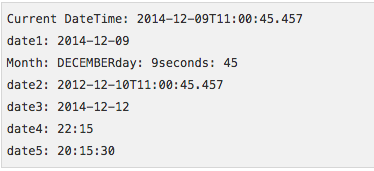 Current DateTime: 2014-12-09T11:00:45.457
date1: 2014-12-09
Month: DECEMBERday: 9seconds: 45
date2: 2012-12-10T11:00:45.457
date3: 2014-12-12
date4: 22:15
date5: 20:15:30